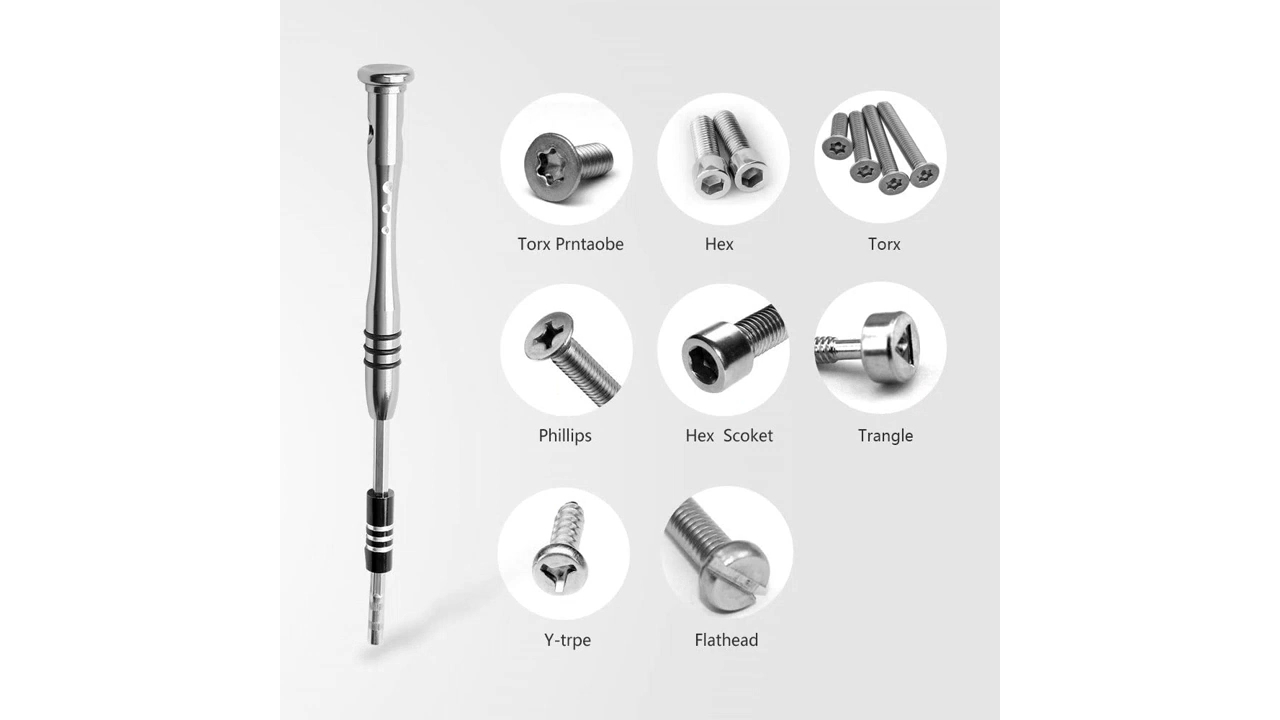 Torx Prntaobe
Hex
Torx
Phillips
Hex  Scoket
Trangle
Y-trpe
Flathead